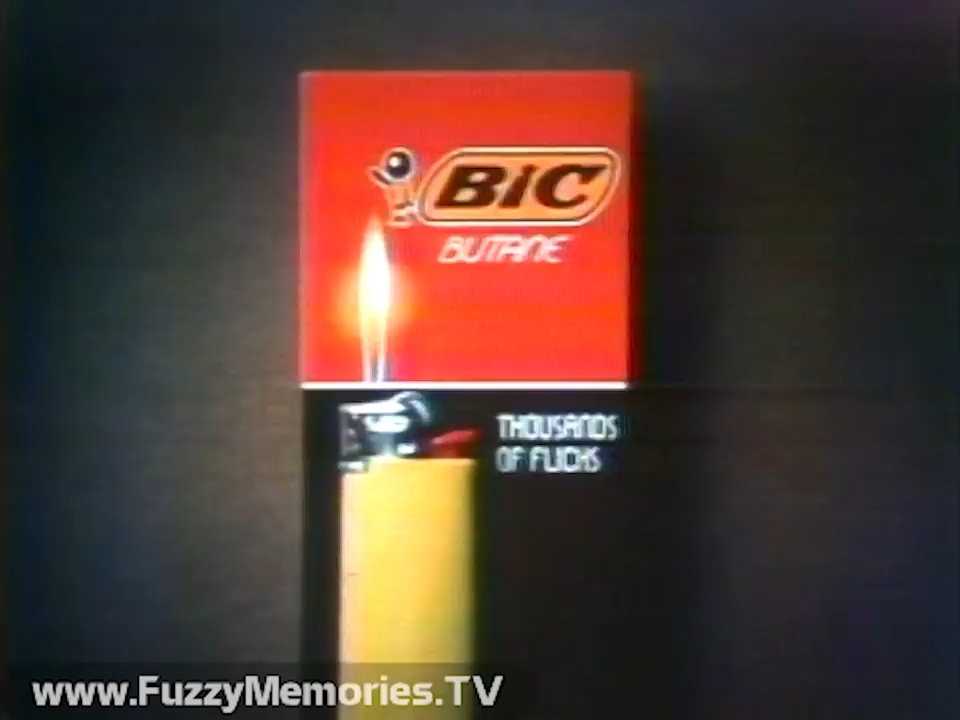 BIC
BUTANE
THOUSANDS
OF FLICKS
www.FuzzyMemories.TV